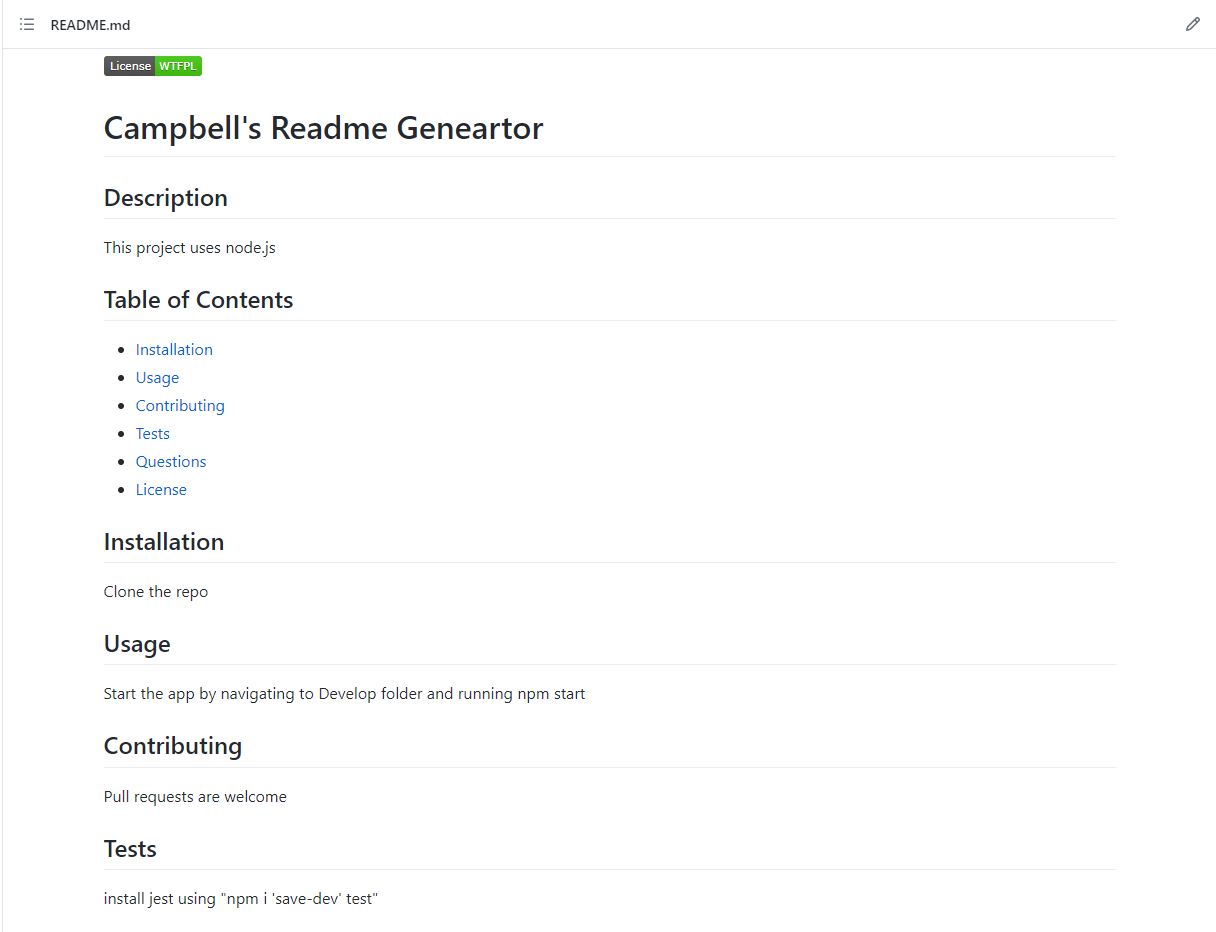 README.md
License WTFPL
Campbell's Readme Geneartor
Description
This project uses node.js
Table of Contents
Installation
Usage
Contributing
Tests
Questions
License
Installation
Clone the repo
Usage
Start the app by navigating to Develop folder and running npm start
Contributing
Pull requests are welcome
Tests
install jest using "npm i 'save-dev' test"